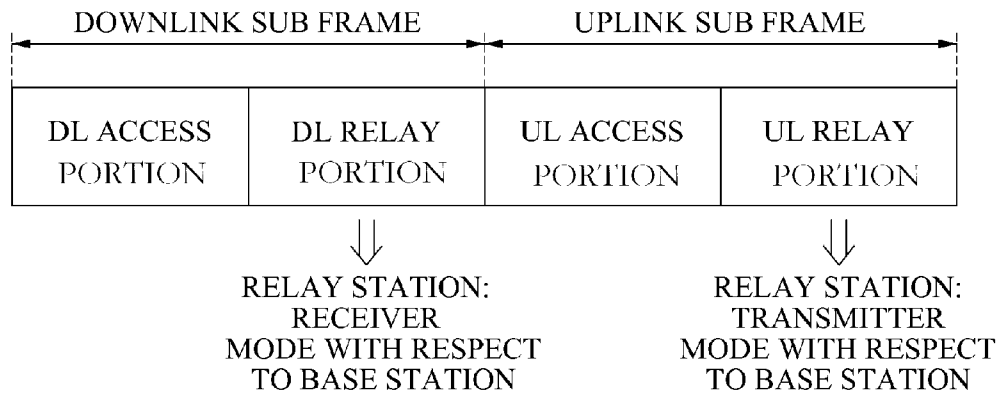 DOWNLINK SUB FRAME
UPLINK SUB FRAME
DL ACCESS
PORTION
DL RELAY
PORTION
UL ACCESS
PORTION
UL RELAY
PORTION
RELAY STATION:
RECEIVER
MODE WITH RESPECT
TO BASE STATION
RELAY STATION:
TRANSMITTER
MODE WITH RESPECT
TO BASE STATION